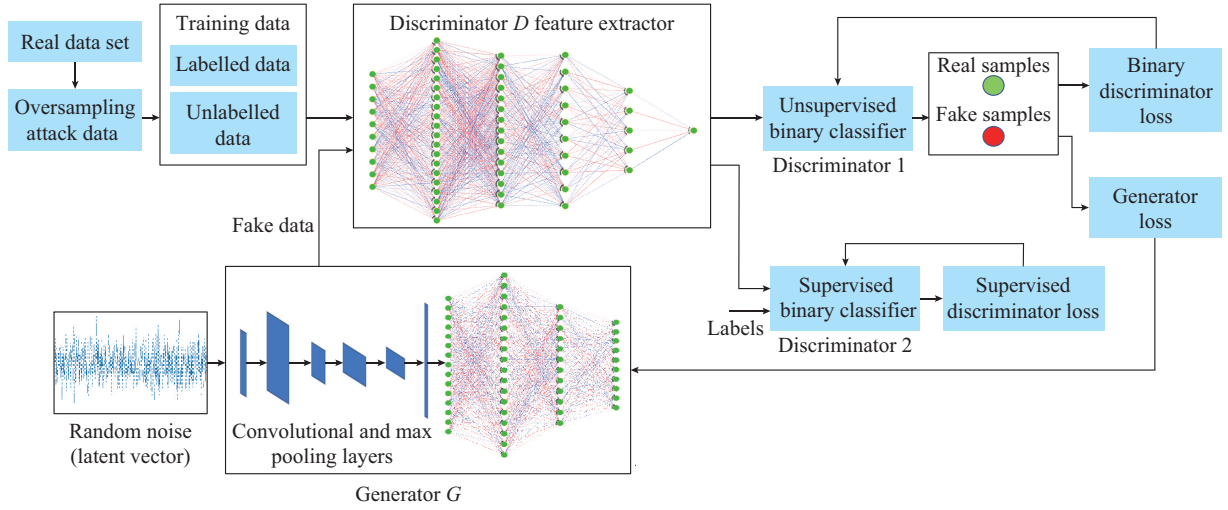 Real data set
Oversampling
attack data
Training data
Labelled data
Unlabelled
data
Discriminator D feature extractor
Unsupervised
binary classifier
Discriminator 1
Real samples
Fake samples
Binary
discriminator
loss
Generator
loss
Fake data
Supervised
binary classifier
Discriminator 2
Labels
Supervised
discriminator loss
Random noise
(latent vector)
Convolutional and max
pooling layers
Generator G